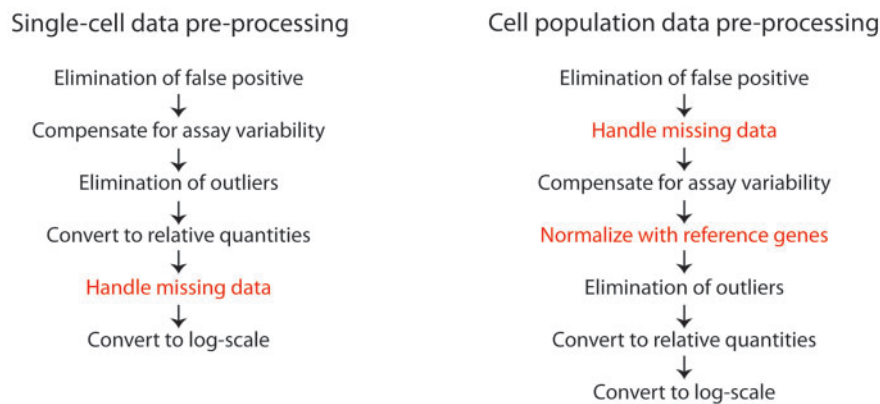 Single-cell data pre-processing
Elimination of false positive
Compensate for assay variability
Elimination of outliers
Convert to relative quantities
Handle missing data
Convert to log-scale
Cell population data pre-processing
Elimination of false positive
Handle missing data
Compensate for assay variability
Normalize with reference genes
Elimination of outliers
Convert to relative quantities
Convert to log-scale